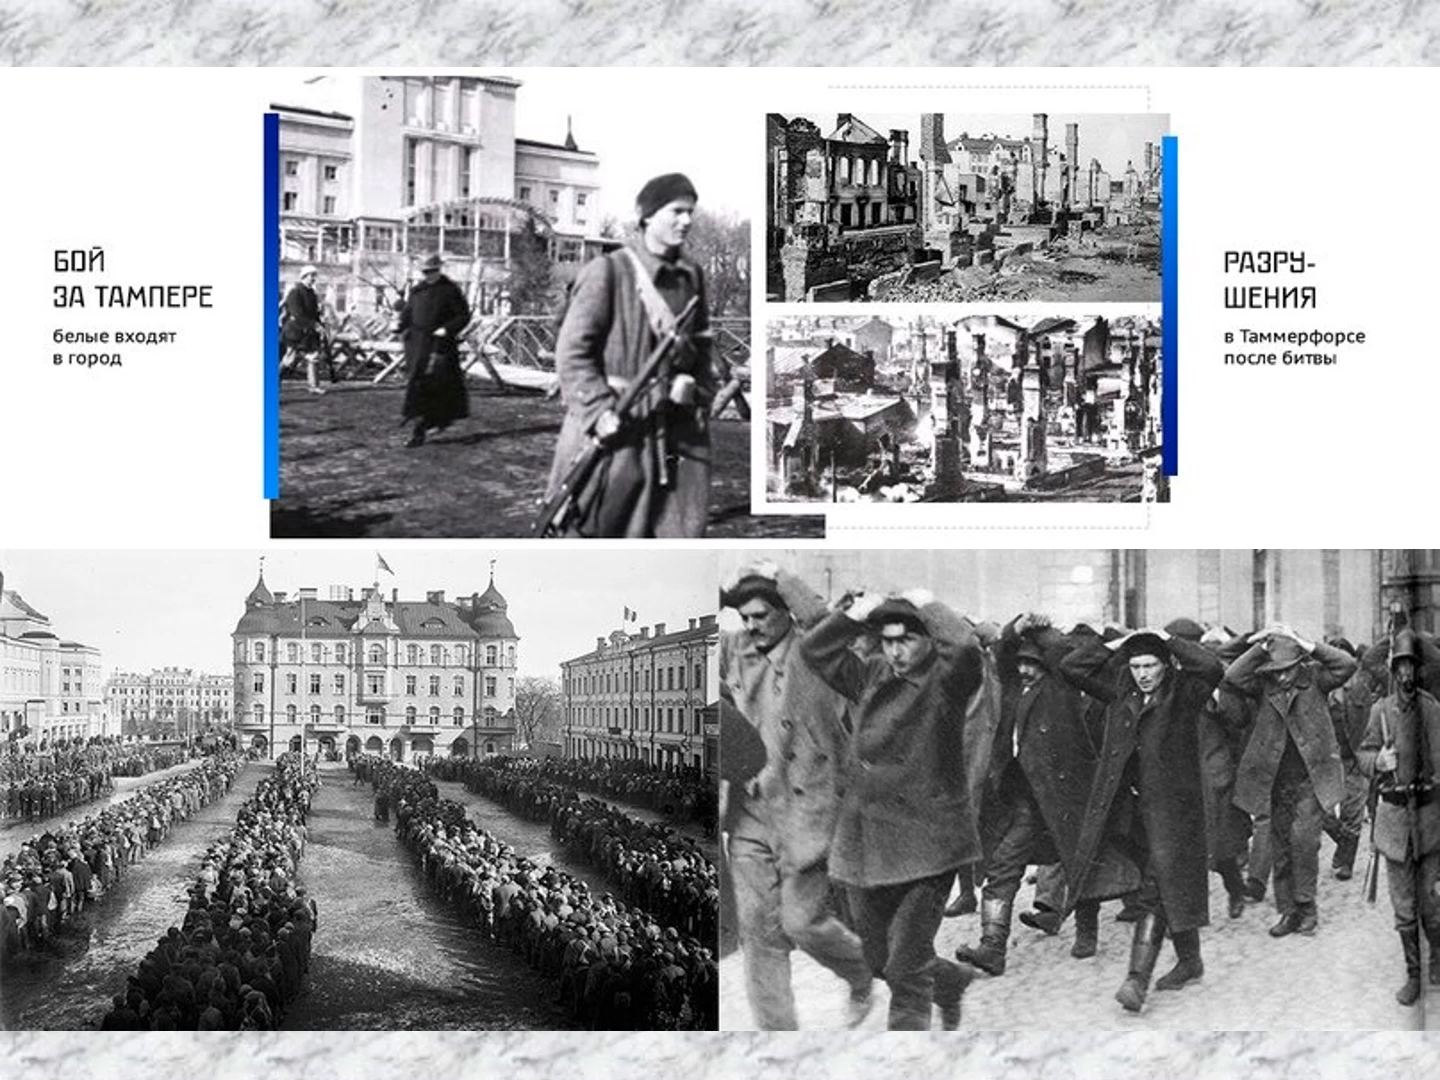 БОЙ
ЗА ТАМПЕРЕ
белые входят
в город
РАЗРУ-
ШЕНИЯ
в Таммерфорсе
после битвы